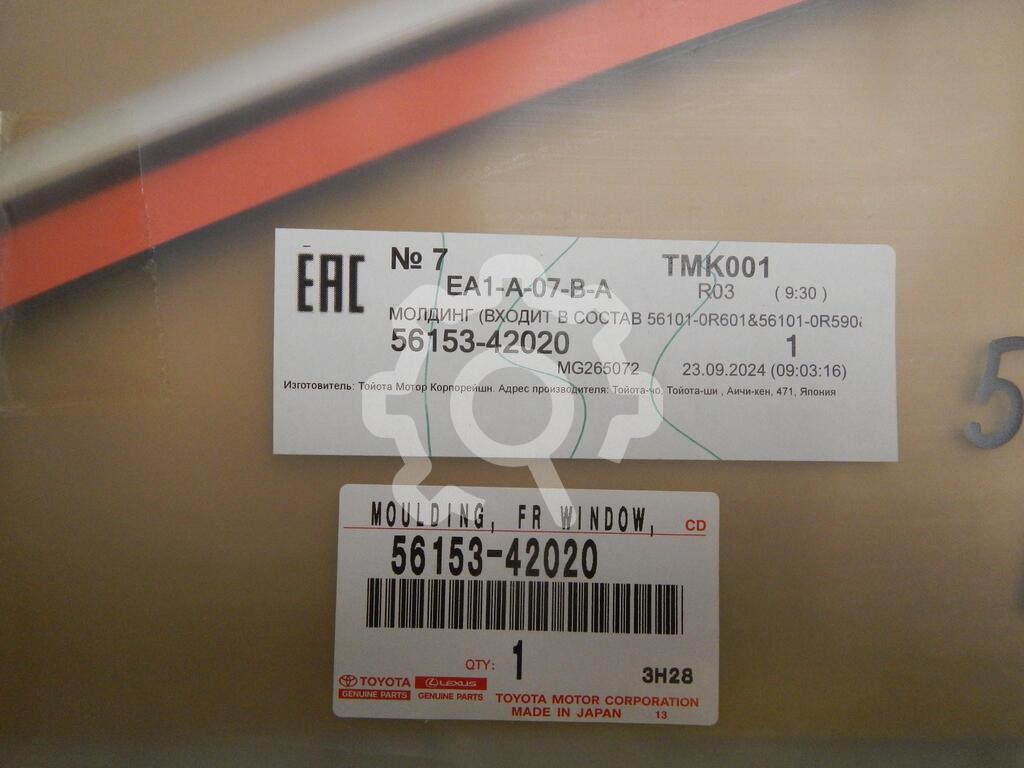 EAC
№ 7
TMK001
EA1-A-07-B-A
R03 ( 9:30 )
МОЛДИНГ (ВХОДИТ В СОСТАВ 56101-0R601&56101-0R590&
56153-42020
1
MG265072
23.09.2024 (09:03:16)
Изготовитель: Тойота Мотор Корпорейшн. Адрес производителя: Тойота-чо, Тойота-ши , Аичи-кен, 471, Япония
5
MOULDING, FR WINDOW,
CD
56153-42020
QTY: 1
3H28
TOYOTA
GENUINE PARTS
LEXUS
GENUINE PARTS
TOYOTA MOTOR CORPORATION
MADE IN JAPAN 13